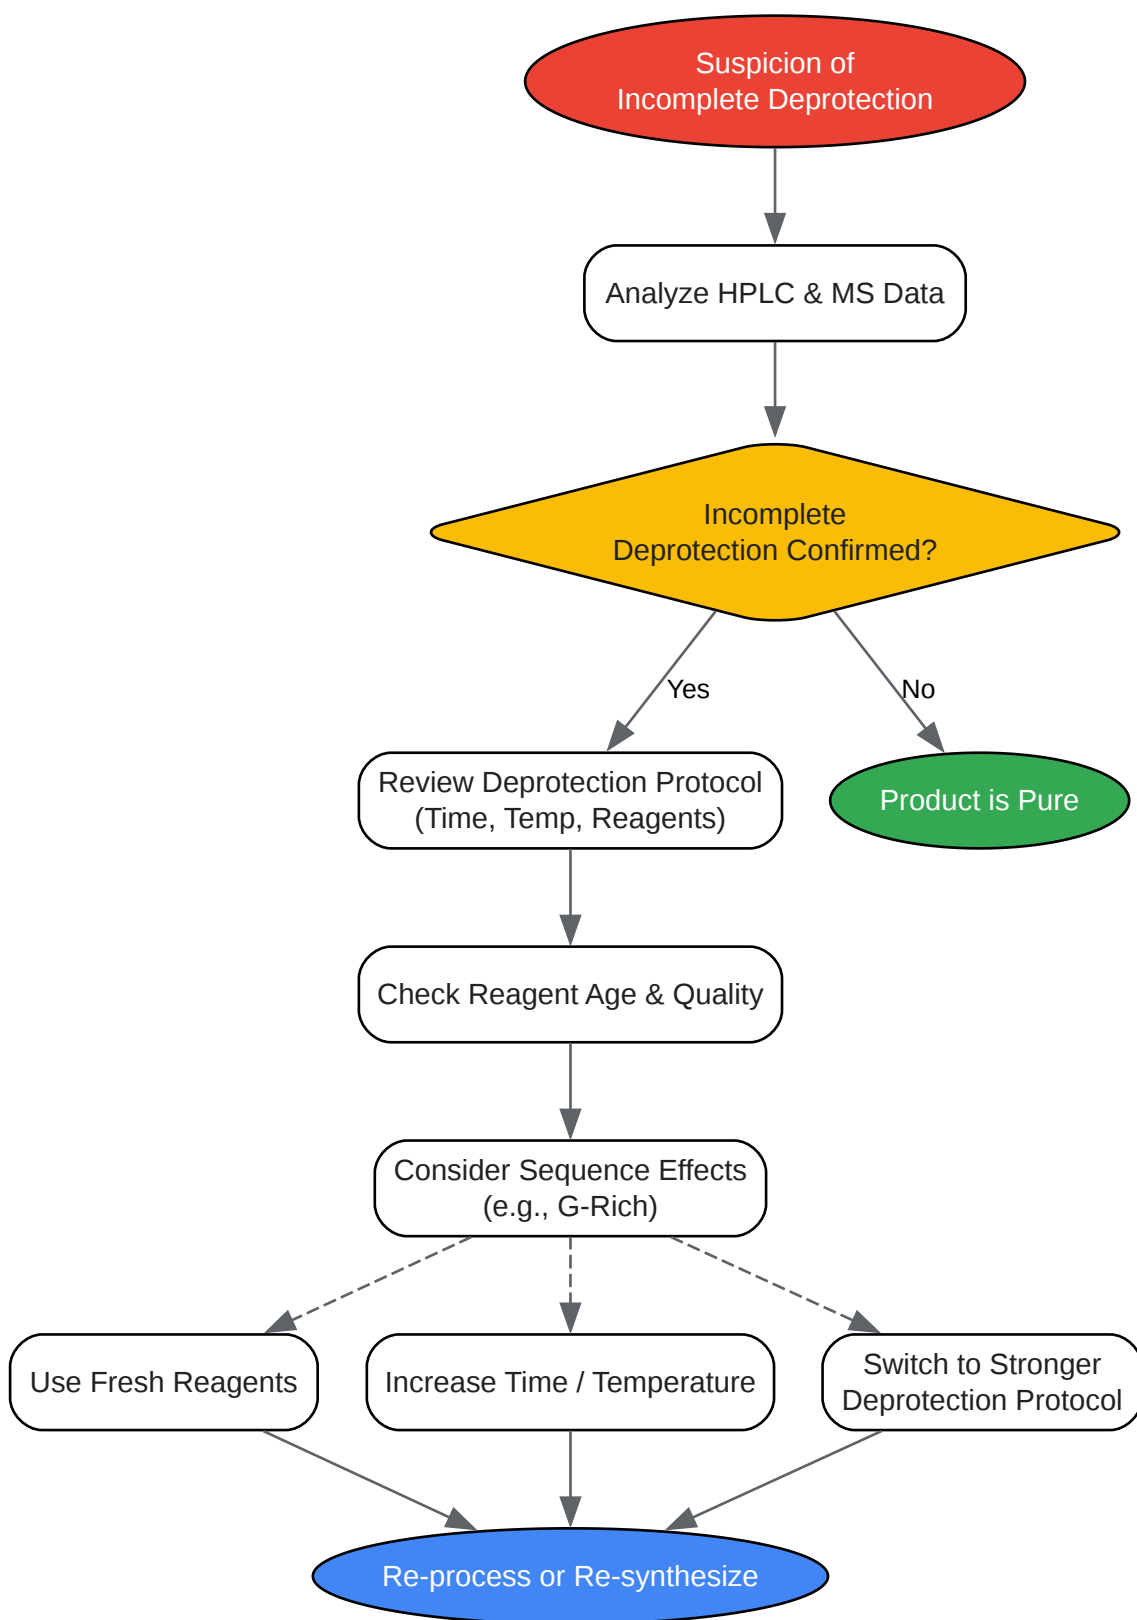 Suspicion of
Incomplete Deprotection
Analyze HPLC & MS Data
Incomplete
Deprotection Confirmed?
Yes
No
Review Deprotection Protocol
(Time, Temp, Reagents)
Product is Pure
Check Reagent Age & Quality
Consider Sequence Effects
(e.g., G-Rich)
Use Fresh Reagents
Increase Time / Temperature
Switch to Stronger
Deprotection Protocol
Re-process or Re-synthesize